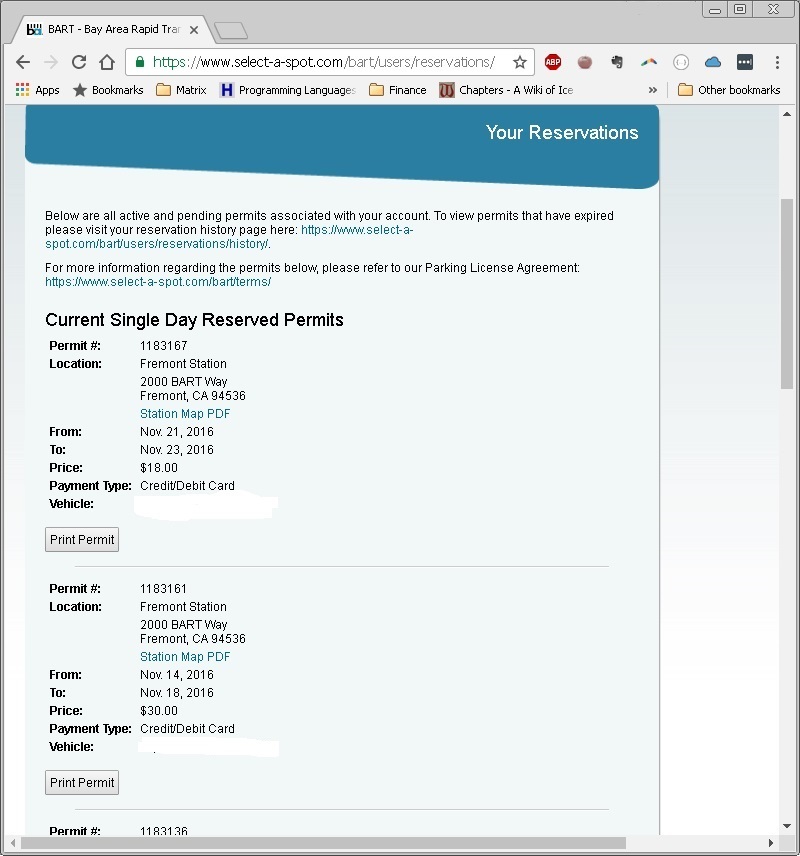 BART - Bay Area Rapid Tra
https://www.select-a-spot.com/bart/users/reservations/
ABP
Apps Bookmarks Matrix H Programming Languages Finance Chapters - A Wiki of Ice » Other bookmarks
Your Reservations
Below are all active and pending permits associated with your account. To view permits that have expired
please visit your reservation history page here: https://www.select-a-
spot.com/bart/users/reservations/history/.
For more information regarding the permits below, please refer to our Parking License Agreement:
https://www.select-a-spot.com/bart/terms/
Current Single Day Reserved Permits
Permit #: 1183167
Location: Fremont Station
2000 BART Way
Fremont, CA 94536
Station Map PDF
From: Nov. 21, 2016
To: Nov. 23, 2016
Price: $18.00
Payment Type: Credit/Debit Card
Vehicle:
Print Permit
Permit #: 1183161
Location: Fremont Station
2000 BART Way
Fremont, CA 94536
Station Map PDF
From: Nov. 14, 2016
To: Nov. 18, 2016
Price: $30.00
Payment Type: Credit/Debit Card
Vehicle:
Print Permit
Permit #: 1183136